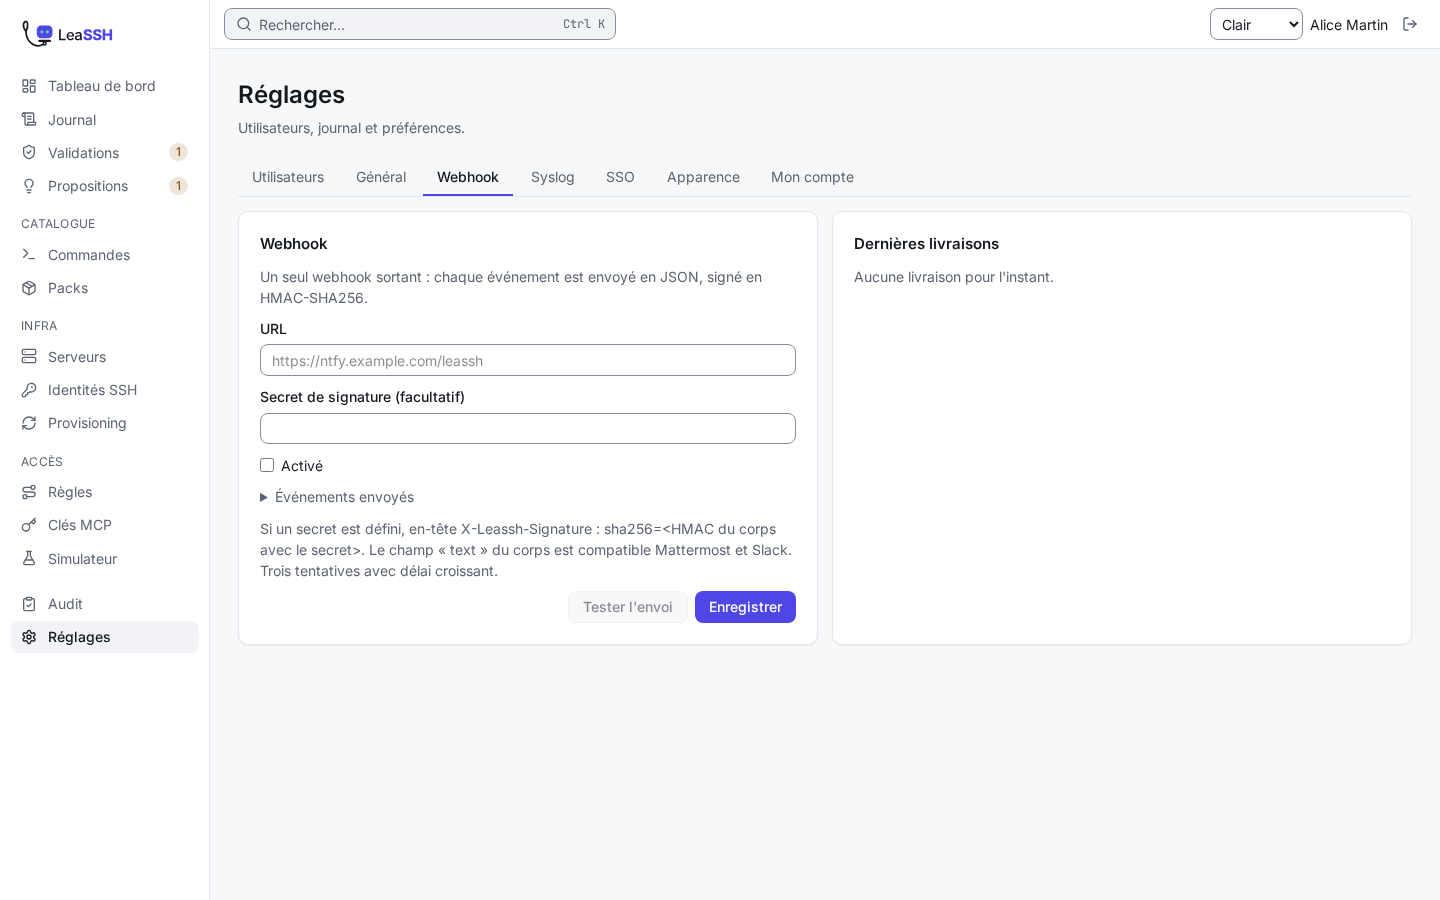 LeaSSH
Rechercher...
Ctrl K
Clair
Alice Martin
Tableau de bord
Journal
Validations
1
Propositions
1
CATALOGUE
Commandes
Packs
INFRA
Serveurs
Identités SSH
Provisioning
ACCÈS
Règles
Clés MCP
Simulateur
Audit
Réglages
Réglages
Utilisateurs, journal et préférences.
Utilisateurs
Général
Webhook
Syslog
SSO
Apparence
Mon compte
Webhook
Un seul webhook sortant : chaque événement est envoyé en JSON, signé en
HMAC-SHA256.
URL
https://ntfy.example.com/leassh
Secret de signature (facultatif)
Activé
Événements envoyés
Si un secret est défini, en-tête X-Leassh-Signature : sha256=<HMAC du corps
avec le secret>. Le champ « text » du corps est compatible Mattermost et Slack.
Trois tentatives avec délai croissant.
Tester l'envoi
Enregistrer
Dernières livraisons
Aucune livraison pour l'instant.